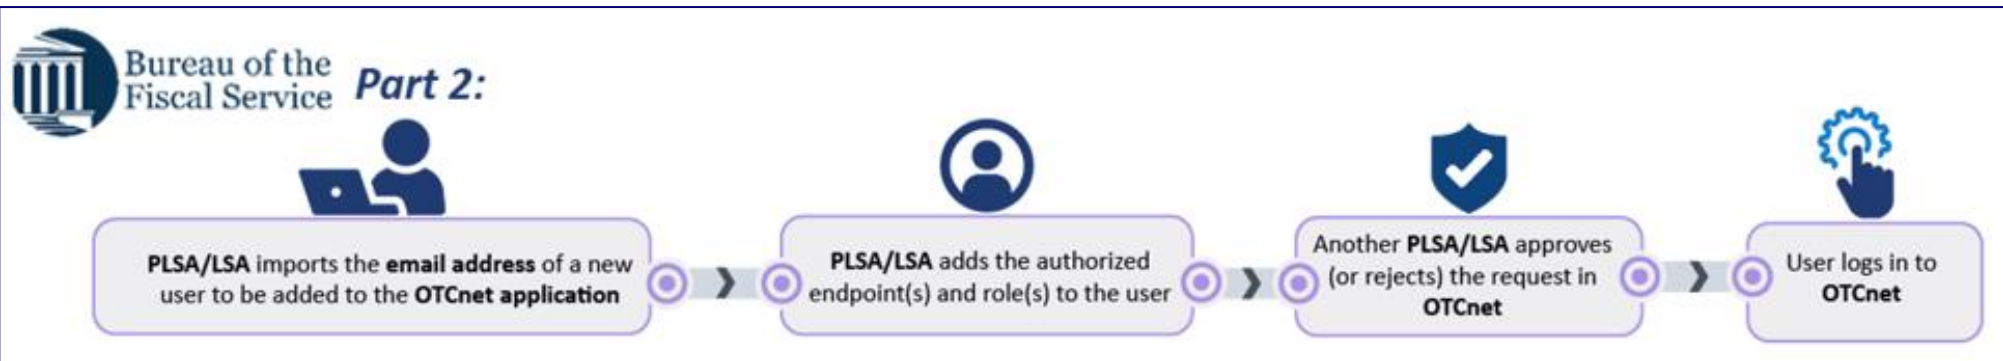 Bureau of the
Fiscal Service
Part 2:
PLSA/LSA imports the email address of a new
user to be added to the OTCnet application
PLSA/LSA adds the authorized
endpoint(s) and role(s) to the user
Another PLSA/LSA approves
(or rejects) the request in
OTCnet
User logs in to
OTCnet